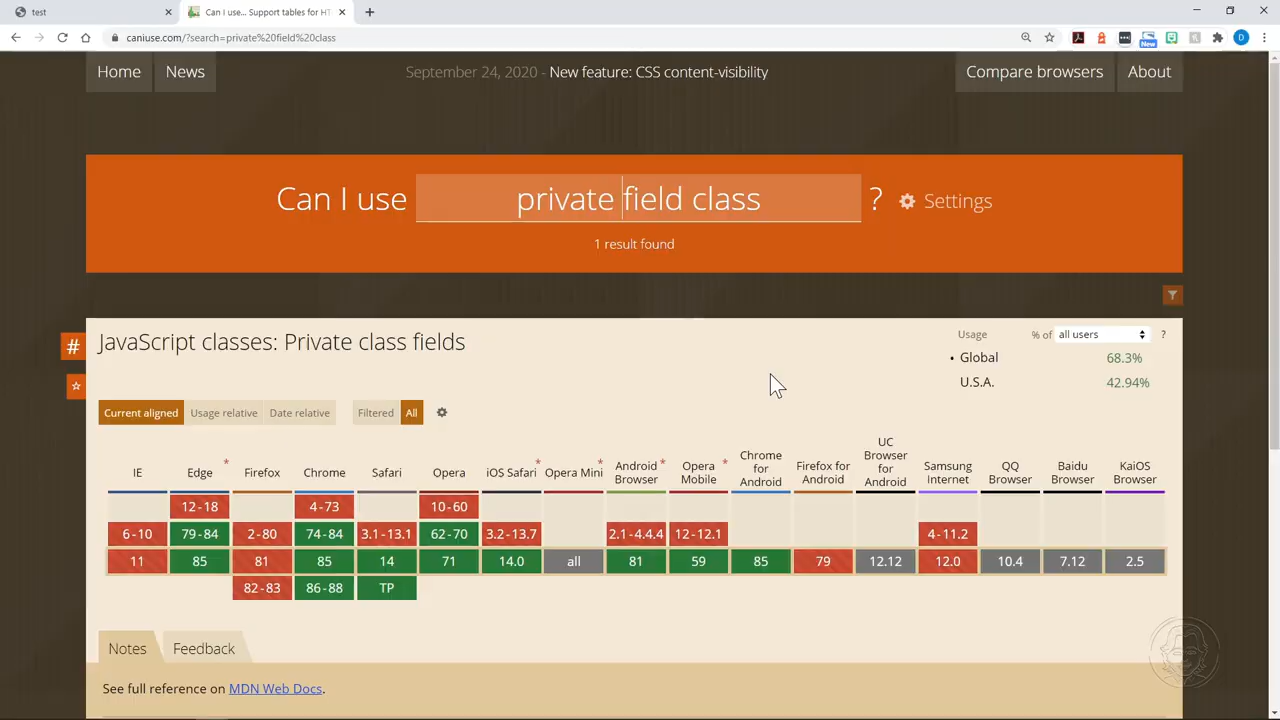 test
Can I use... Support tables for HT
caniuse.com/?search=private%20field%20class
New
D
Home
News
September 24, 2020 - New feature: CSS content-visibility
Compare browsers
About
Can I use private field class ? Settings
1 result found
#
JavaScript classes: Private class fields
Usage % of all users ?
Global 68.3%
U.S.A. 42.94%
Current aligned Usage relative Date relative Filtered All
IE Edge * Firefox Chrome Safari Opera iOS Safari * Opera Mini * Android Browser * Opera Mobile * Chrome for Android Firefox for Android UC Browser for Android Samsung Internet QQ Browser Baidu Browser KaiOS Browser
12-18 4-73 10-60
6-10 79-84 2-80 74-84 3.1-13.1 62-70 3.2-13.7 2.1-4.4.4 12-12.1 4-11.2
11 85 81 85 14 71 14.0 all 81 59 85 79 12.12 12.0 10.4 7.12 2.5
82-83 86-88 TP
Notes Feedback
See full reference on MDN Web Docs.